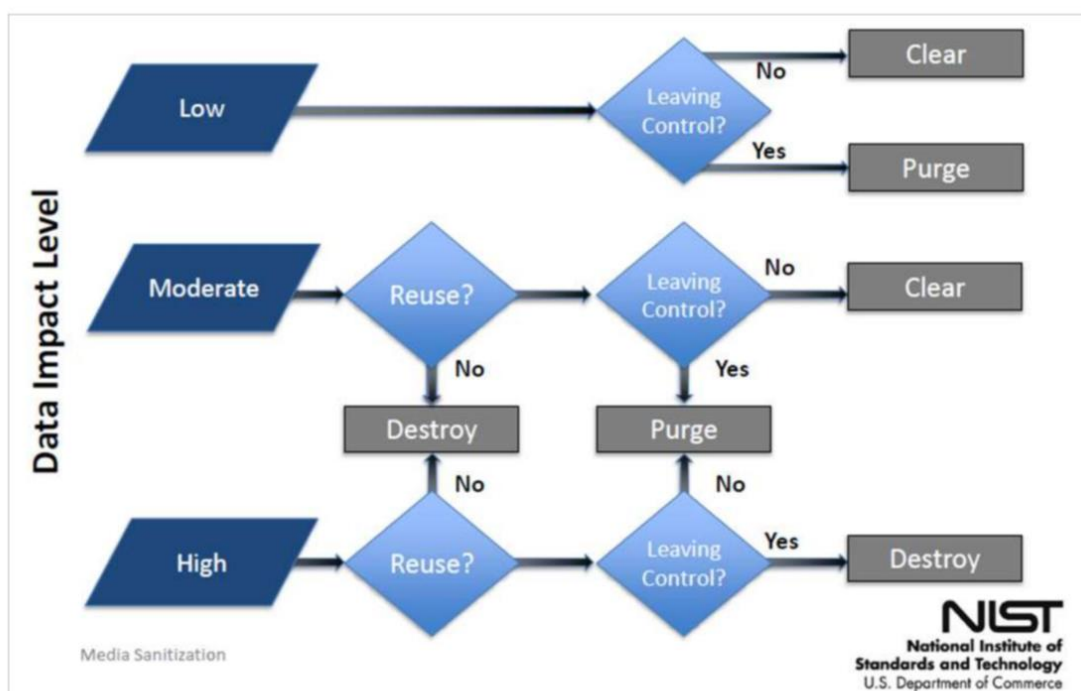 Data Impact Level
Low
Leaving
Control?
No
Clear
Yes
Purge
Moderate
Reuse?
Leaving
Control?
No
Clear
No
Yes
Destroy
Purge
No
No
High
Reuse?
Leaving
Control?
Yes
Destroy
Media Sanitization
NIST
National Institute of
Standards and Technology
U.S. Department of Commerce